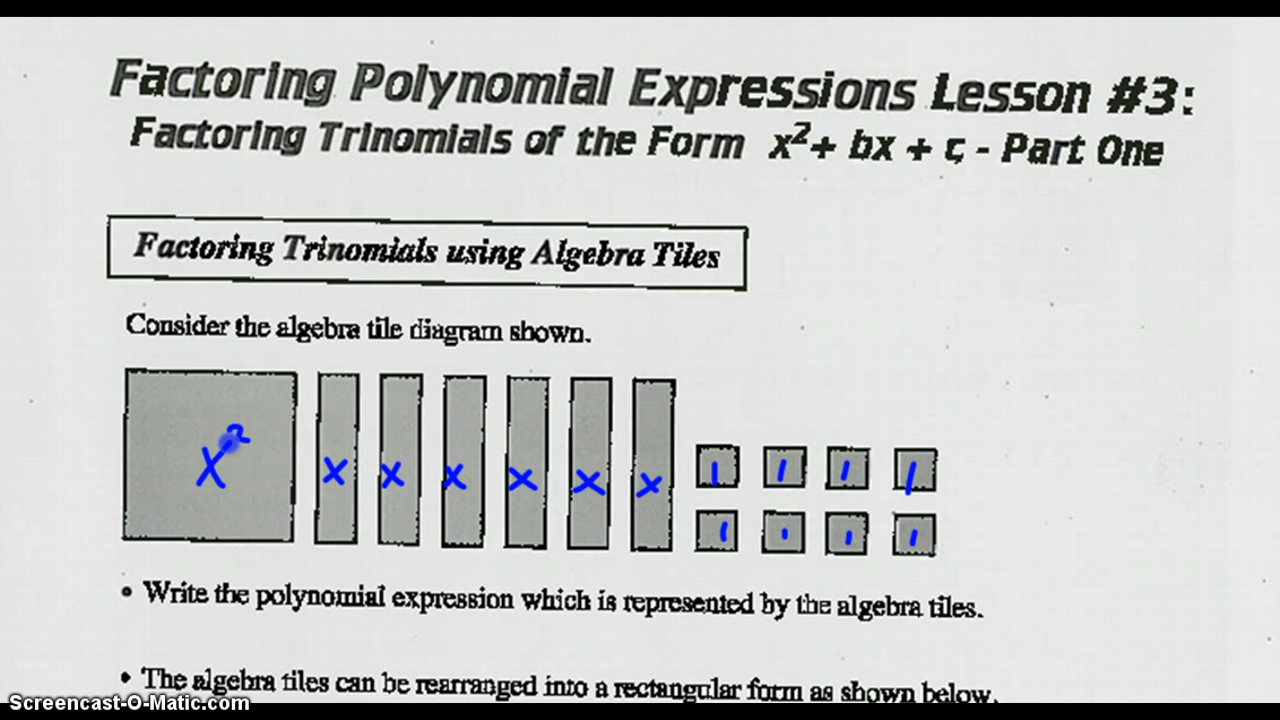 Factoring Polynomial Expressions Lesson #3:
Factoring Trinomials of the Form x²+ bx + c - Part One
Factoring Trinomials using Algebra Tiles
Consider the algebra tile diagram shown.
x² x x x x x x 1 1 1 1
1 1 1 1
• Write the polynomial expression which is represented by the algebra tiles.
• The algebra tiles can be rearranged into a rectangular form as shown below.
Screencast-O-Matic.com